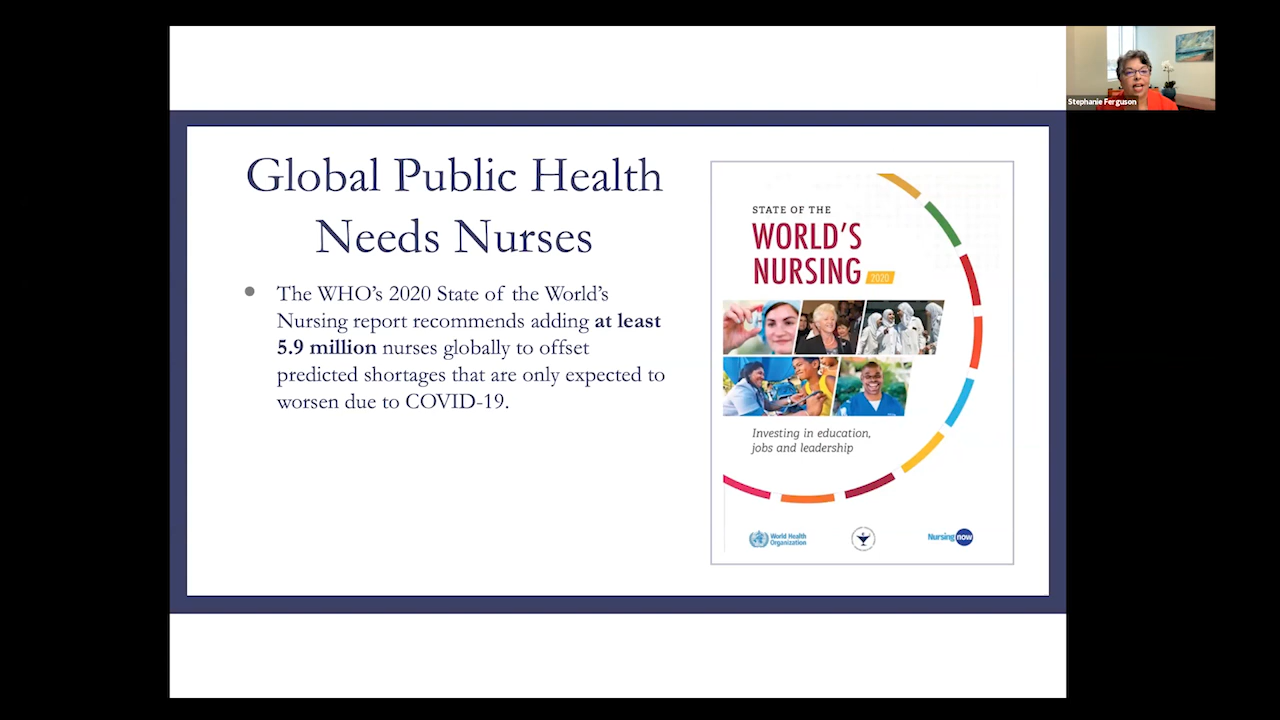 Stephanie Ferguson
Global Public Health
Needs Nurses
The WHO's 2020 State of the World's
Nursing report recommends adding at least
5.9 million nurses globally to offset
predicted shortages that are only expected to
worsen due to COVID-19.
STATE OF THE
WORLD'S
NURSING 2020
Investing in education,
jobs and leadership
World Health
Organization
Nursing now